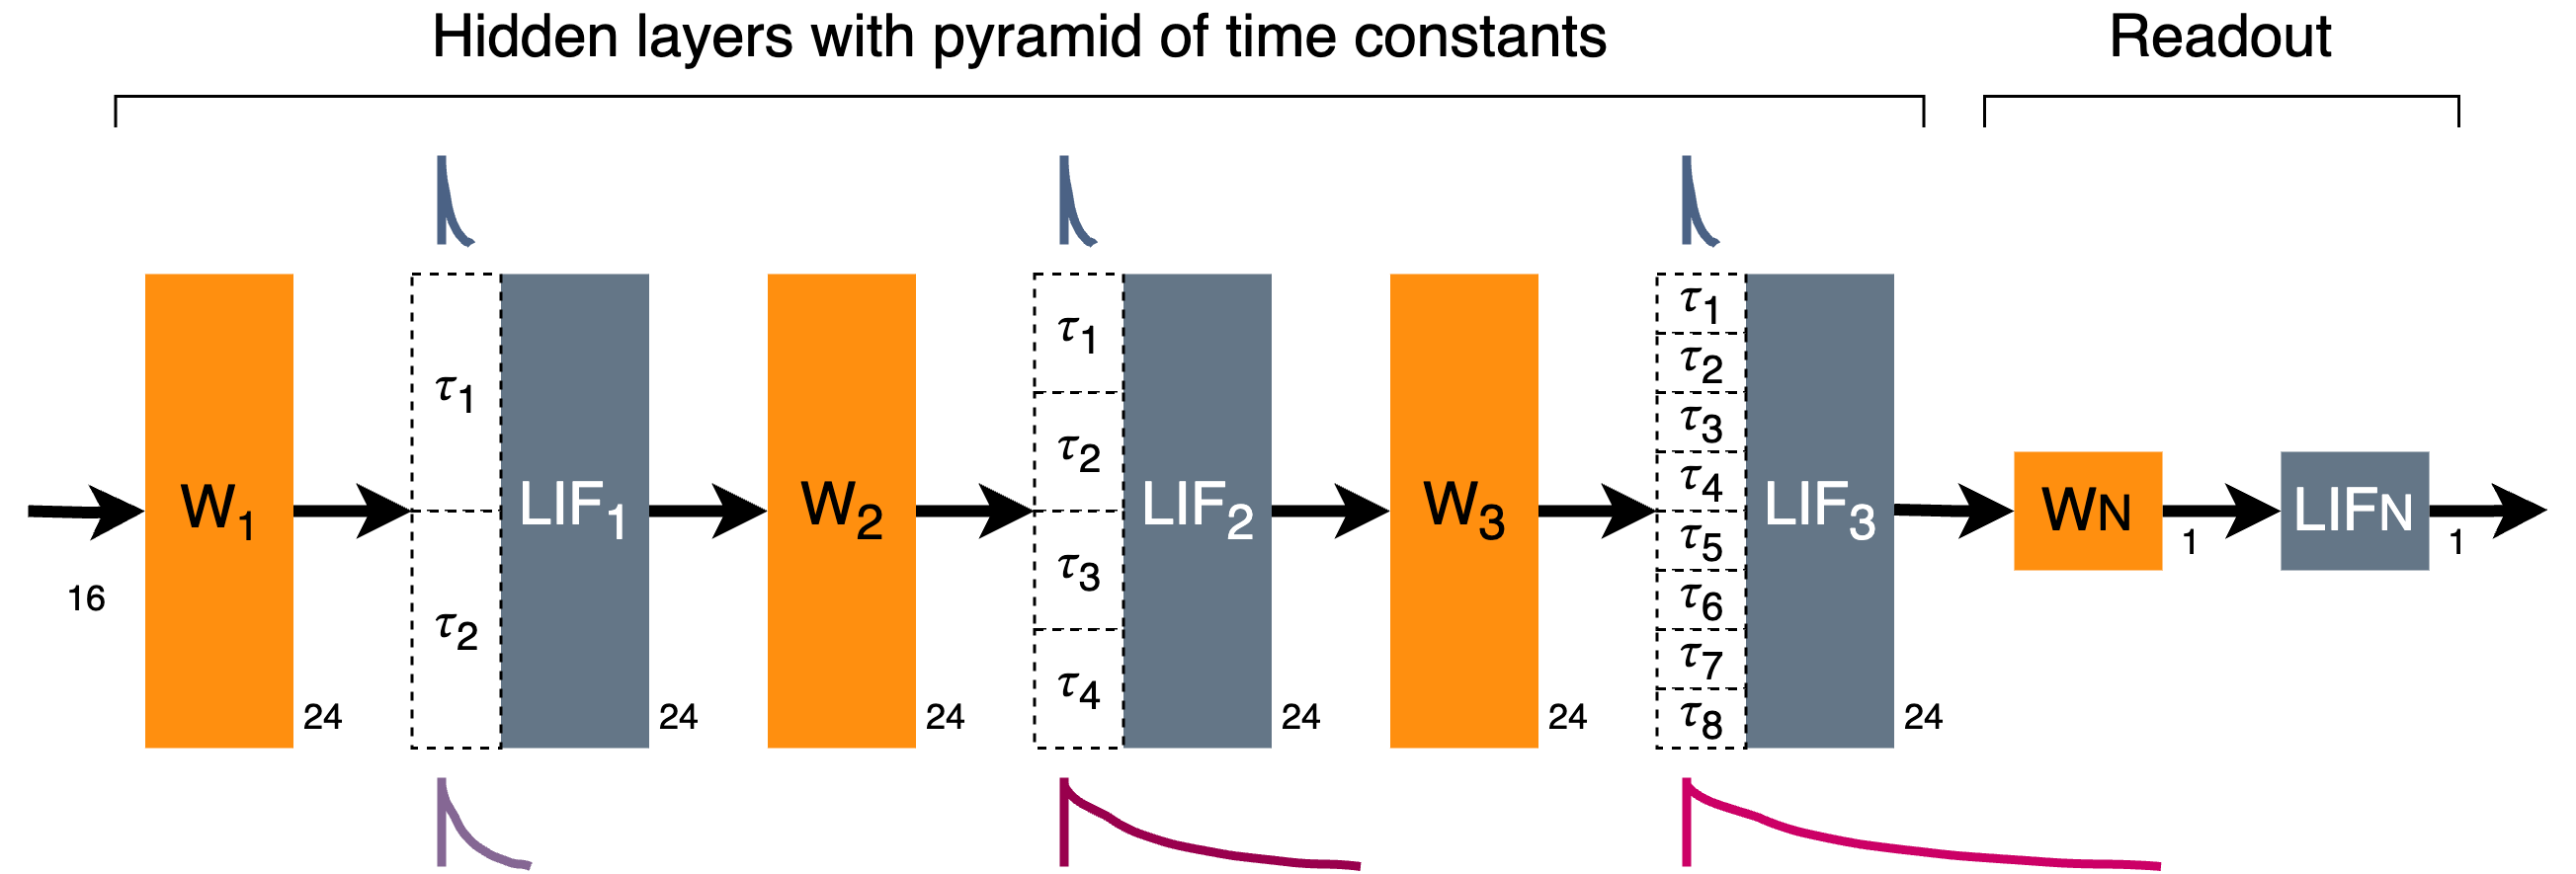 Hidden layers with pyramid of time constants
Readout
16
W1
24
τ1
τ2
LIF1
24
W2
24
τ1
τ2
τ3
τ4
LIF2
24
W3
24
τ1
τ2
τ3
τ4
τ5
τ6
τ7
τ8
LIF3
24
WN
1
LIFN
1